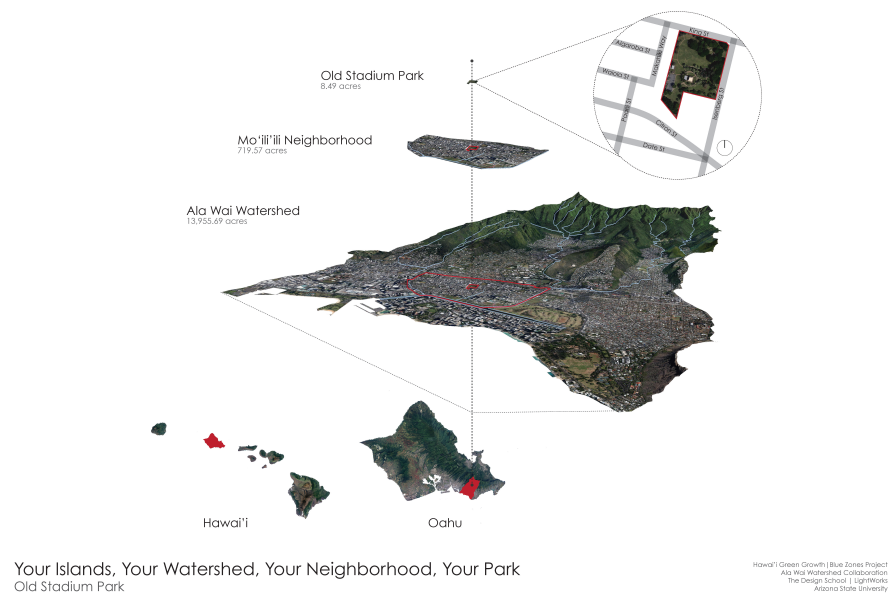 Old Stadium Park
8.49 acres
Mo‘ili‘ili Neighborhood
719.57 acres
Ala Wai Watershed
13,955.69 acres
King St
Algaroba St
Makahiki Way
Waiola St
Citron St
Date St
Isenberg St
Hawai‘i
Oahu
Your Islands, Your Watershed, Your Neighborhood, Your Park
Old Stadium Park
Hawai‘i Green Growth|Blue Zones Project
Ala Wai Watershed Collaboration
The Design School | LightWorks
Arizona State University